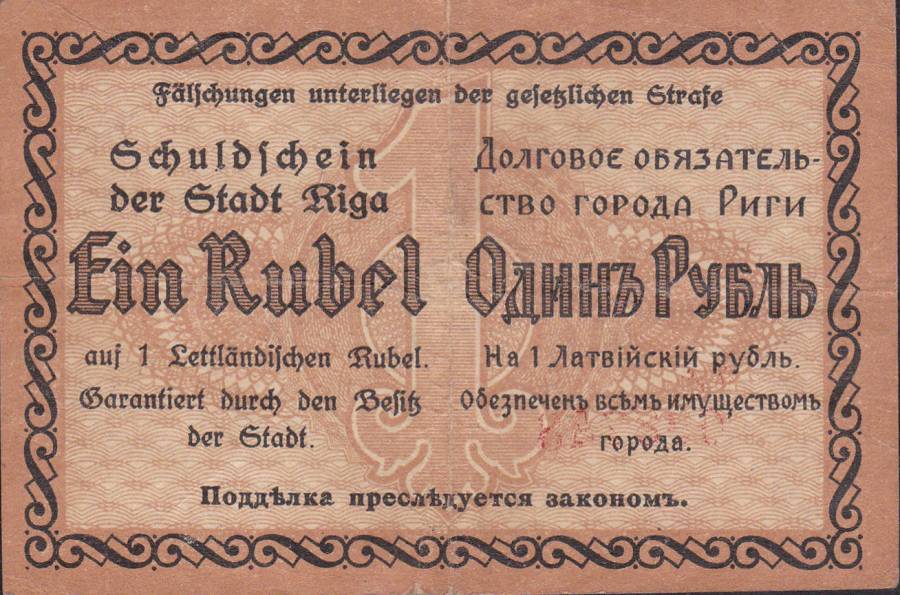 Fälschungen unterliegen der gesetzlichen Strafe
Schuldschein
der Stadt Riga
Ein Rubel
auf 1 Lettländischen Rubel.
Garantiert durch den Besitz
der Stadt.
Долговое обязатель-
ство города Риги
Одинъ Рубль
На 1 Латвійскій рубль.
Обезпеченъ всѣмъ имуществомъ
города.
1
Поддѣлка преслѣдуется закономъ.